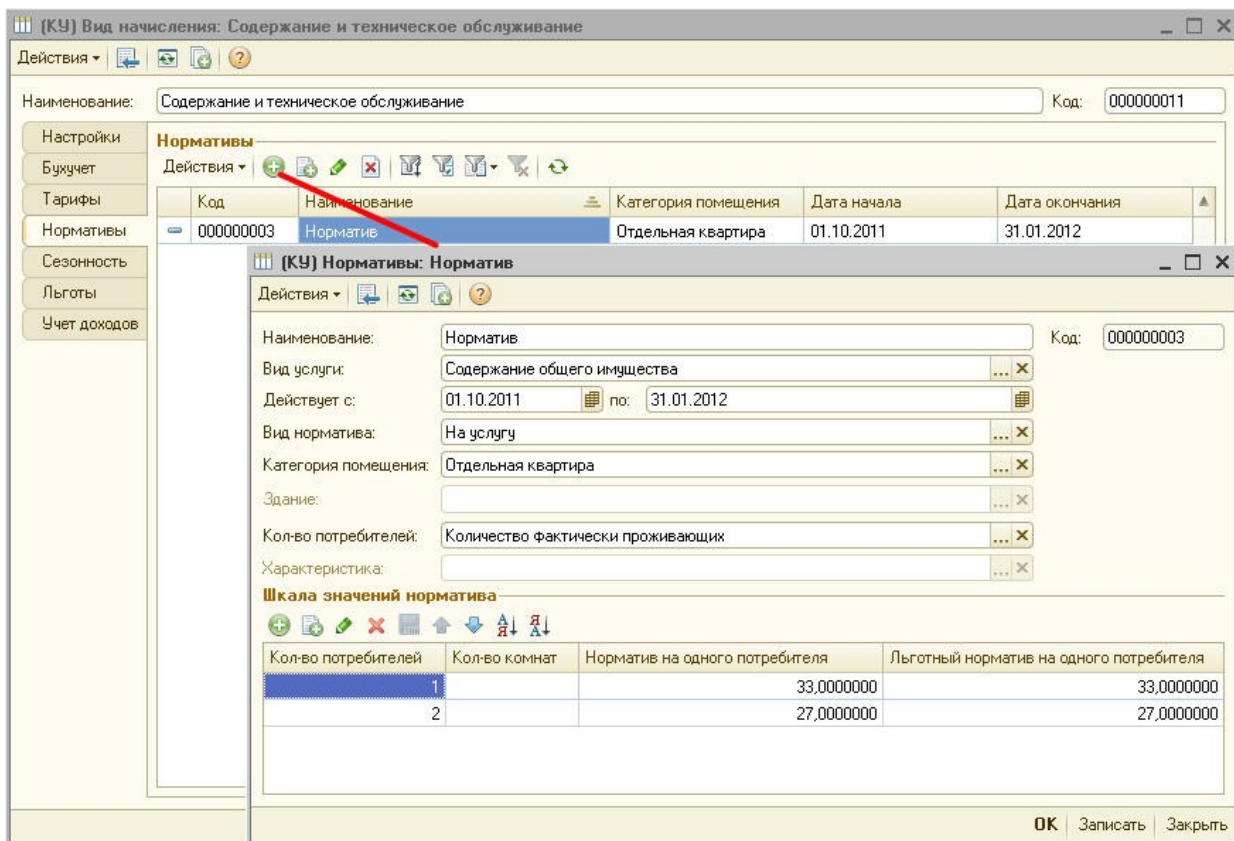 (КУ) Вид начисления: Содержание и техническое обслуживание
Действия
Наименование: Содержание и техническое обслуживание Код: 000000011
Настройки
Бухучет
Тарифы
Нормативы
Сезонность
Льготы
Учет доходов
Нормативы
Действия
Код Наименование Категория помещения Дата начала Дата окончания
000000003 Норматив Отдельная квартира 01.10.2011 31.01.2012
(КУ) Нормативы: Норматив
Действия
Наименование: Норматив Код: 000000003
Вид услуги: Содержание общего имущества
Действует с: 01.10.2011 по: 31.01.2012
Вид норматива: На услугу
Категория помещения: Отдельная квартира
Здание:
Кол-во потребителей: Количество фактически проживающих
Характеристика:
Шкала значений норматива
Кол-во потребителей Кол-во комнат Норматив на одного потребителя Льготный норматив на одного потребителя
1 33,0000000 33,0000000
2 27,0000000 27,0000000
OK Записать Закрыть